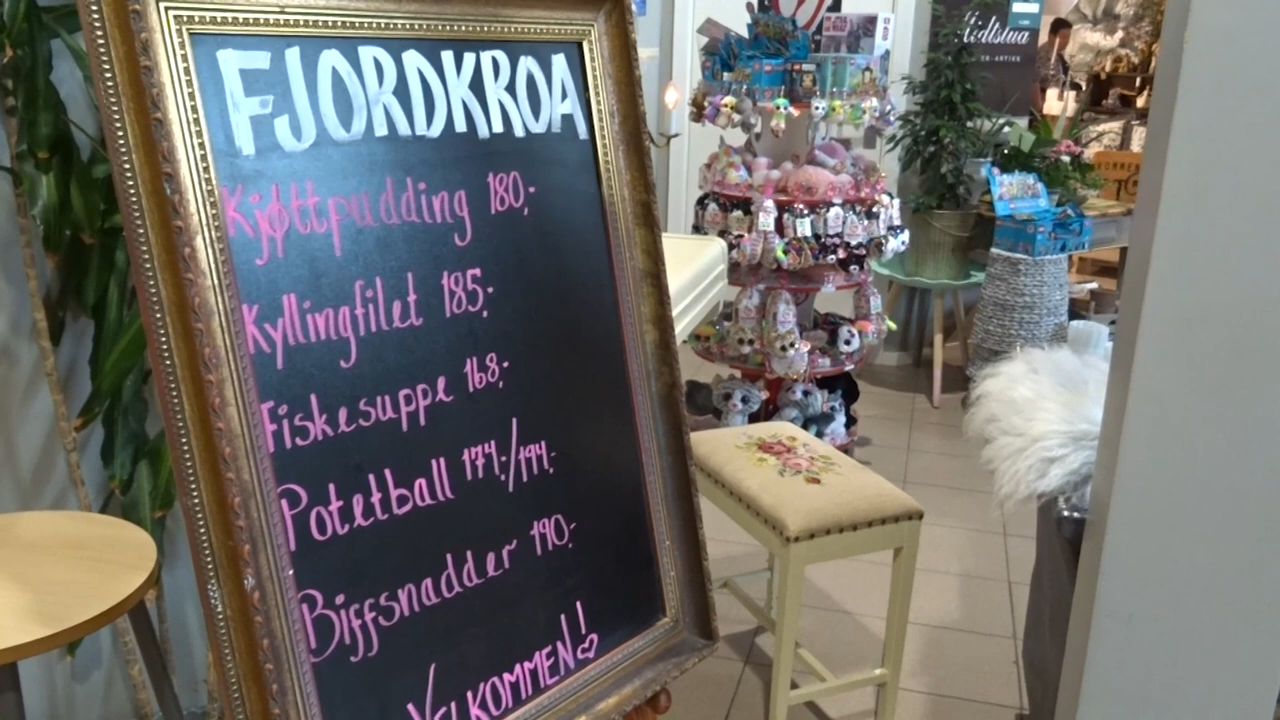 FJORDKROA
Kjøttpudding 180,-
Kyllingfilet 185,-
Fiskesuppe 168,-
Potetball 174,-/194,-
Biffsnadder 190,-
VELKOMMEN!